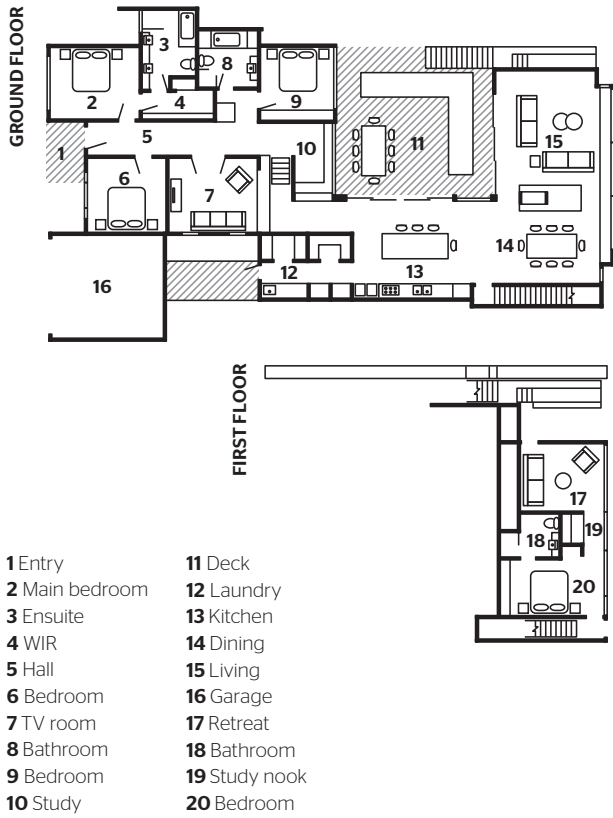 GROUND FLOOR
3
8
2
4
9
1
5
10
11
15
6
7
14
16
12
13
FIRST FLOOR
17
19
18
20
1 Entry
2 Main bedroom
3 Ensuite
4 WIR
5 Hall
6 Bedroom
7 TV room
8 Bathroom
9 Bedroom
10 Study
11 Deck
12 Laundry
13 Kitchen
14 Dining
15 Living
16 Garage
17 Retreat
18 Bathroom
19 Study nook
20 Bedroom